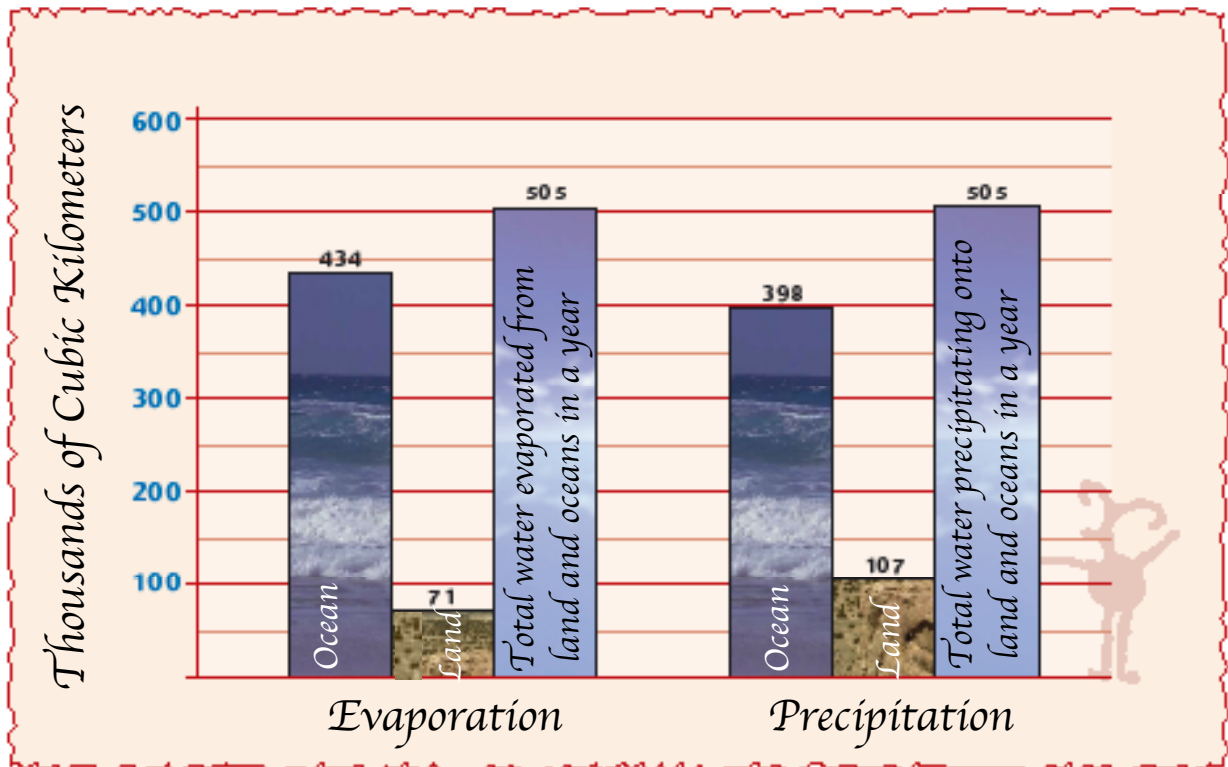 Thousands of Cubic Kilometers
600
500
400
300
200
100
434
71
505
398
107
505
Ocean
Land
Total water evaporated from
land and oceans in a year
Ocean
Land
Total water precipitating onto
land and oceans in a year
Evaporation
Precipitation